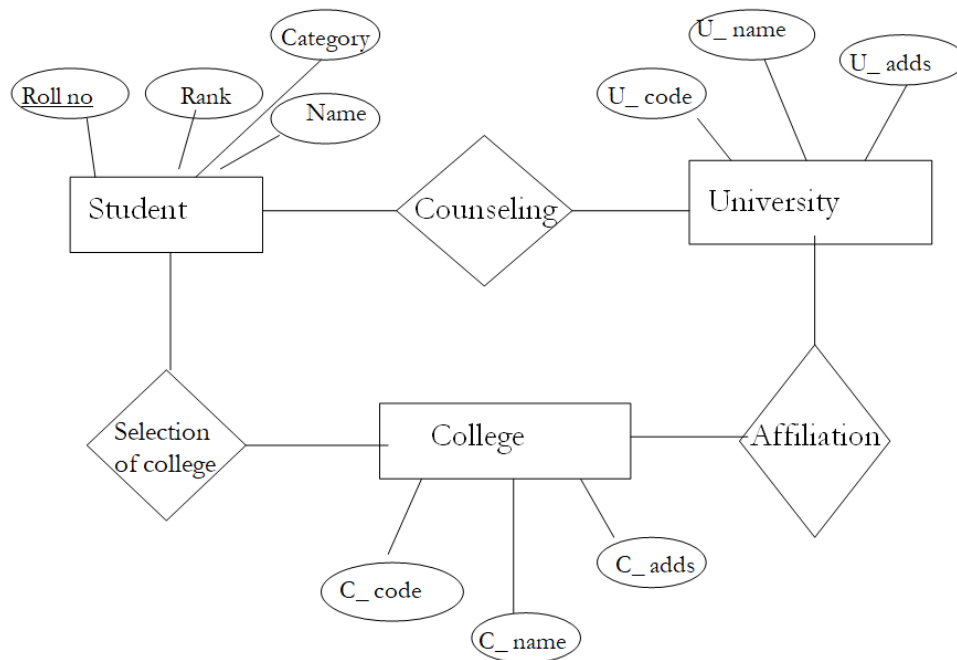 Category
U_ name
U_ adds
Roll no
Rank
Name
U_ code
Student
Counseling
University
Selection
of college
College
Affiliation
C_ code
C_ name
C_ adds